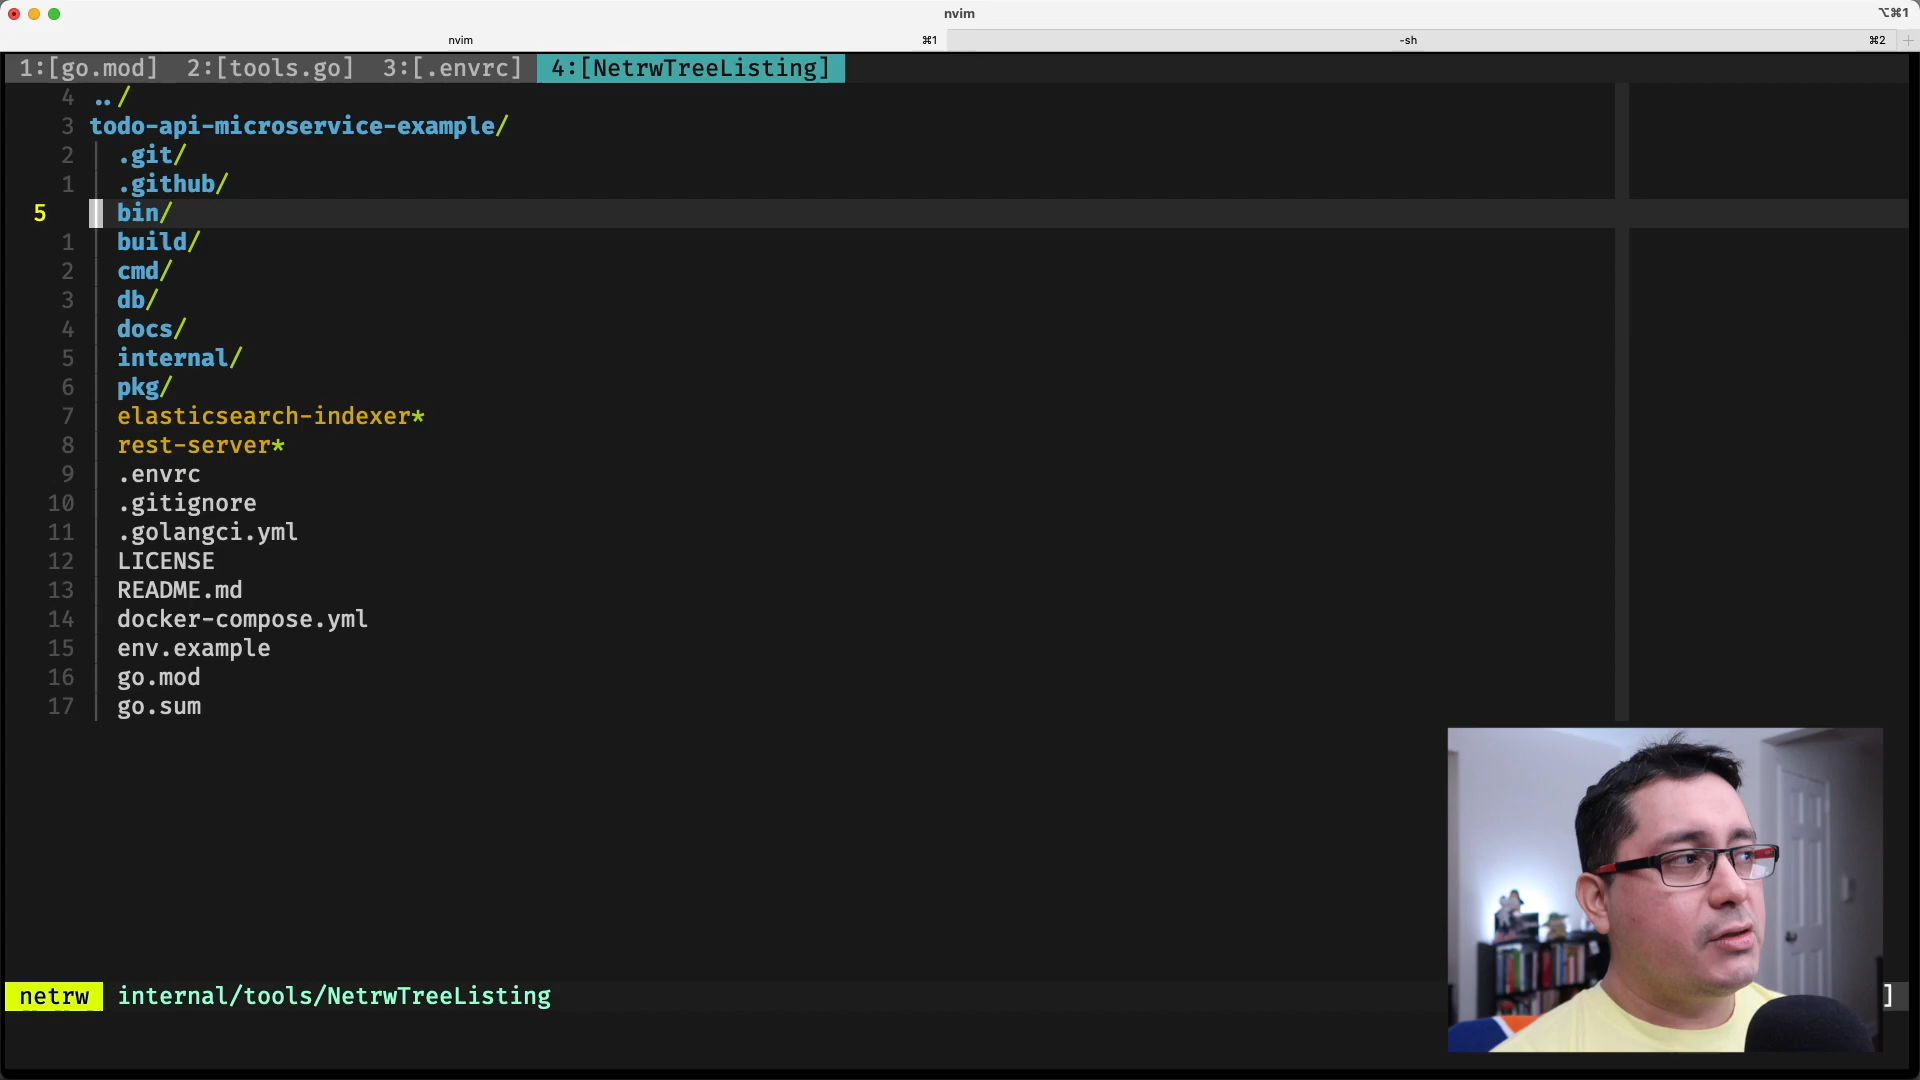 nvim
⌥⌘1
nvim ⌘1 -sh ⌘2 +
1:[go.mod] 2:[tools.go] 3:[.envrc] 4:[NetrwTreeListing]
4 ../
3 todo-api-microservice-example/
2 | .git/
1 | .github/
5 | bin/
1 | build/
2 | cmd/
3 | db/
4 | docs/
5 | internal/
6 | pkg/
7 | elasticsearch-indexer*
8 | rest-server*
9 | .envrc
10 | .gitignore
11 | .golangci.yml
12 | LICENSE
13 | README.md
14 | docker-compose.yml
15 | env.example
16 | go.mod
17 | go.sum
netrw internal/tools/NetrwTreeListing ]